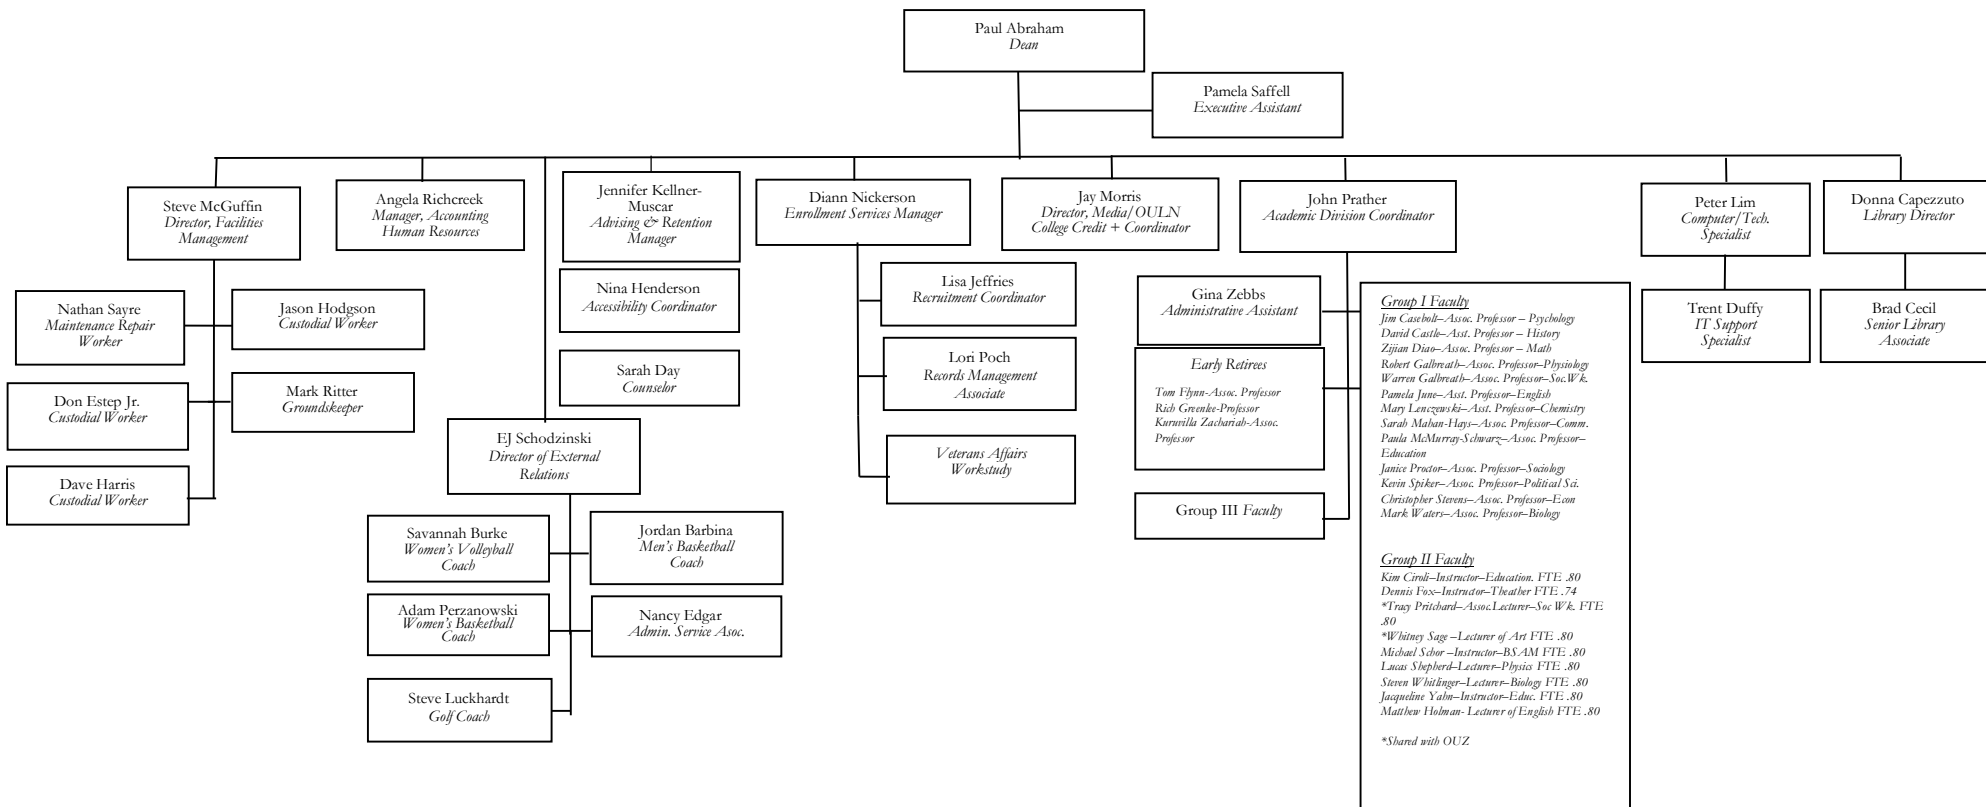 Paul Abraham
Dean
Pamela Saffell
Executive Assistant
Steve McGuffin
Director, Facilities
Management
Angela Richcreek
Manager, Accounting
Human Resources
Jennifer Kellner-
Muscar
Advising & Retention
Manager
Diann Nickerson
Enrollment Services Manager
Jay Morris
Director, Media/OULN
College Credit + Coordinator
John Prather
Academic Division Coordinator
Peter Lim
Computer/Tech.
Specialist
Donna Capezzuto
Library Director
Nathan Sayre
Maintenance Repair
Worker
Jason Hodgson
Custodial Worker
Don Estep Jr.
Custodial Worker
Mark Ritter
Groundskeeper
Dave Harris
Custodial Worker
Nina Henderson
Accessibility Coordinator
Sarah Day
Counselor
EJ Schodzinski
Director of External
Relations
Savannah Burke
Women's Volleyball
Coach
Jordan Barbina
Men's Basketball
Coach
Adam Perzanowski
Women's Basketball
Coach
Nancy Edgar
Admin. Service Asoc.
Steve Luckhardt
Golf Coach
Lisa Jeffries
Recruitment Coordinator
Lori Poch
Records Management
Associate
Veterans Affairs
Workstudy
Gina Zebbs
Administrative Assistant
Early Retirees
Tom Flynn-Assoc. Professor
Rich Greenlee-Professor
Kuruvilla Zachariah-Assoc.
Professor
Group III Faculty
Group I Faculty
Jim Casebolt–Assoc. Professor – Psychology
David Castle–Asst. Professor – History
Zijian Diao–Assoc. Professor – Math
Robert Galbreath–Assoc. Professor–Physiology
Warren Galbreath–Assoc. Professor–Soc.Wk.
Pamela June–Asst. Professor–English
Mary Lenczewski–Asst. Professor–Chemistry
Sarah Mahan-Hays–Assoc. Professor–Comm.
Paula McMurray-Schwarz–Assoc. Professor–
Education
Janice Proctor–Assoc. Professor–Sociology
Kevin Spiker–Assoc. Professor–Political Sci.
Christopher Stevens–Assoc. Professor–Econ
Mark Waters–Assoc. Professor–Biology
Group II Faculty
Kim Ciroli–Instructor–Education. FTE .80
Dennis Fox–Instructor–Theather FTE .74
*Tracy Pritchard–Assoc.Lecturer–Soc Wk. FTE
.80
*Whitney Sage –Lecturer of Art FTE .80
Michael Schor –Instructor–BSAM FTE .80
Lucas Shepherd–Lecturer–Physics FTE .80
Steven Whitlinger–Lecturer–Biology FTE .80
Jacqueline Yahn–Instructor–Educ. FTE .80
Matthew Holman- Lecturer of English FTE .80
*Shared with OUZ
Trent Duffy
IT Support
Specialist
Brad Cecil
Senior Library
Associate